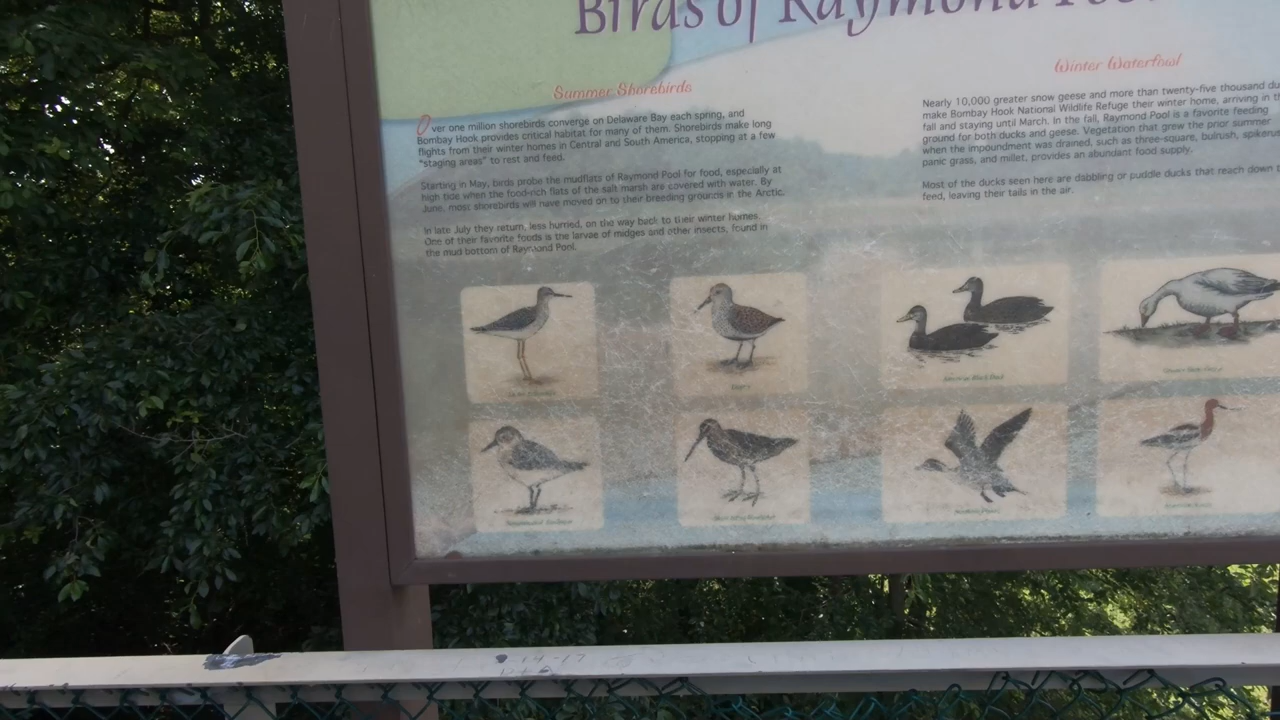 Birds of Raymond
Summer Shorebirds
Over one million shorebirds converge on Delaware Bay each spring, and
Bombay Hook provides critical habitat for many of them. Shorebirds make long
flights from their winter homes in Central and South America, stopping at a few
"staging areas" to rest and feed.
Starting in May, birds probe the mudflats of Raymond Pool for food, especially at
high tide when the food-rich flats of the salt marsh are covered with water. By
June, most shorebirds will have moved on to their breeding grounds in the Arctic.
In late July they return, less hurried, on the way back to their winter homes.
One of their favorite foods is the larvae of midges and other insects, found in
the mud bottom of Raymond Pool.
Winter Waterfowl
Nearly 10,000 greater snow geese and more than twenty-five thousand du
make Bombay Hook National Wildlife Refuge their winter home, arriving in th
fall and staying until March. In the fall, Raymond Pool is a favorite feeding
ground for both ducks and geese. Vegetation that grew the prior summer
when the impoundment was drained, such as three-square, bulrush, spikerus
panic grass, and millet, provides an abundant food supply.
Most of the ducks seen here are dabbling or puddle ducks that reach down t
feed, leaving their tails in the air.
American Black Duck